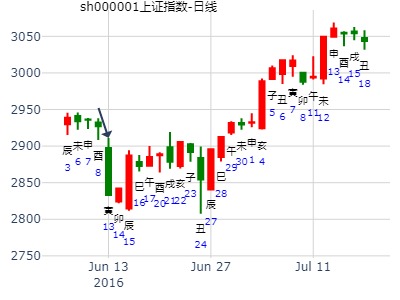 sh000001上证指数-日线
3050
3000
2950
2900
2850
2800
2750
辰
3
未
6
申
7
酉
8
寅
13
卯
14
辰
15
巳
16
午
17
酉
20
戌
21
亥
22
子
23
丑
24
辰
27
巳
28
午
29
未
30
申
1
亥
4
子
5
丑
6
寅
7
卯
8
午
11
未
12
申
13
酉
14
戌
15
丑
18
Jun 13
2016
Jun 27
Jul 11